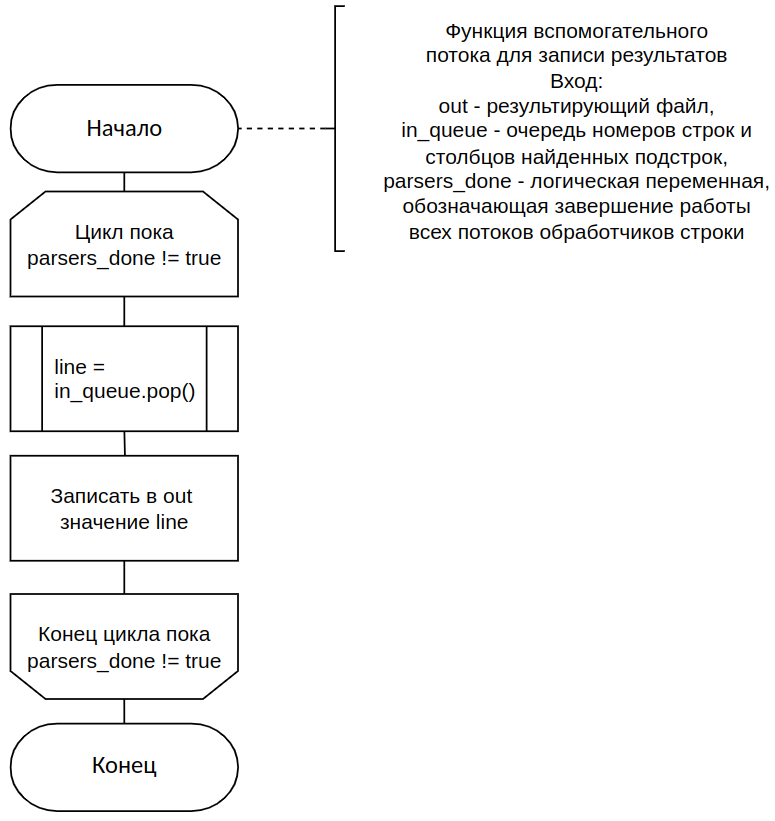 Функция вспомогательного
потока для записи результатов
Вход:
out - результирующий файл,
in_queue - очередь номеров строк и
столбцов найденных подстрок,
parsers_done - логическая переменная,
обозначающая завершение работы
всех потоков обработчиков строки
Начало
Цикл пока
parsers_done != true
line =
in_queue.pop()
Записать в out
значение line
Конец цикла пока
parsers_done != true
Конец